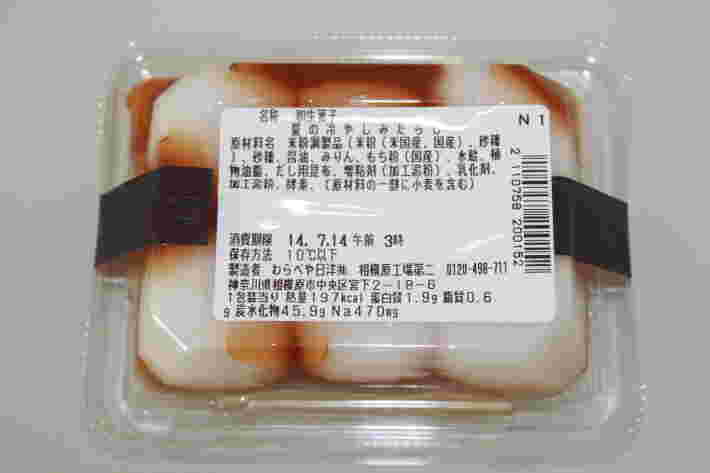 名称 和生菓子
夏の冷やしみたらし
N 1
原材料名 米粉調製品（米粉（米国産、国産）、砂糖
）、砂糖、醤油、みりん、もち粉（国産）、水飴、植
物油脂、だし用昆布、増粘剤（加工澱粉）、乳化剤、
加工澱粉、酵素、（原材料の一部に小麦を含む）
消費期限 14. 7.14 午前 3時
保存方法 10℃以下
製造者 わらべや日洋㈱ 相模原工場第二 0120-498-711
神奈川県相模原市中央区宮下2-18-6
1包装当り 熱量197kcal 蛋白質1.9g 脂質0.6
g 炭水化物45.9g Na470mg
2 110258 200152